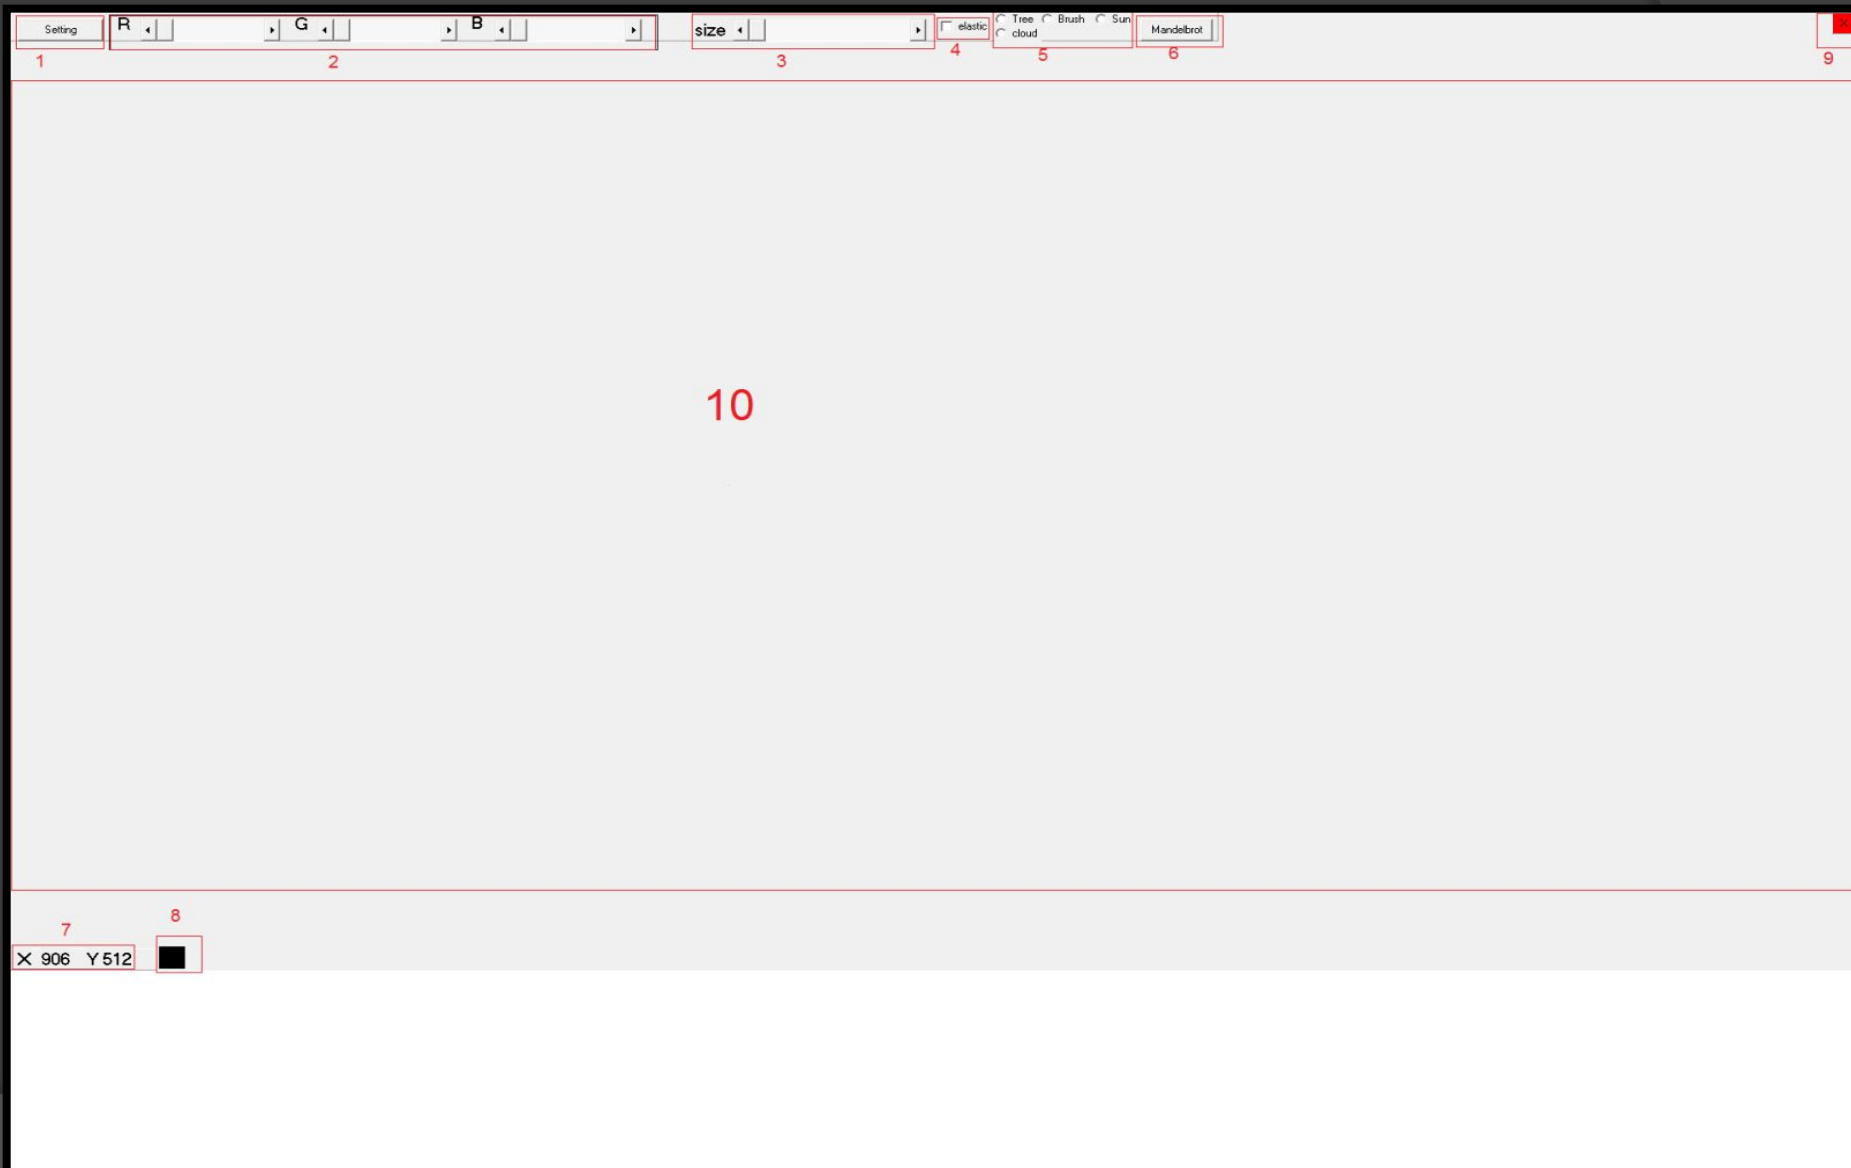 Setting R G B size elastic Tree Brush Sun Mandelbrot ×
cloud
1 2 3 4 5 6 9
10
7 8
X 906 Y 512